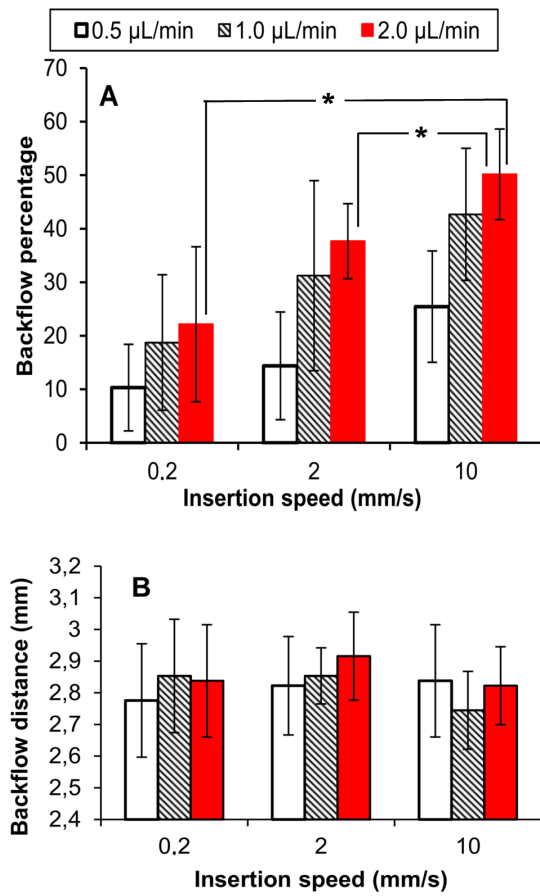 0.5 µL/min 1.0 µL/min 2.0 µL/min
A
Backflow percentage
70
60
50
40
30
20
10
0
* 
*
0.2 2 10
Insertion speed (mm/s)
B
Backflow distance (mm)
3,2
3,1
3
2,9
2,8
2,7
2,6
2,5
2,4
0.2 2 10
Insertion speed (mm/s)